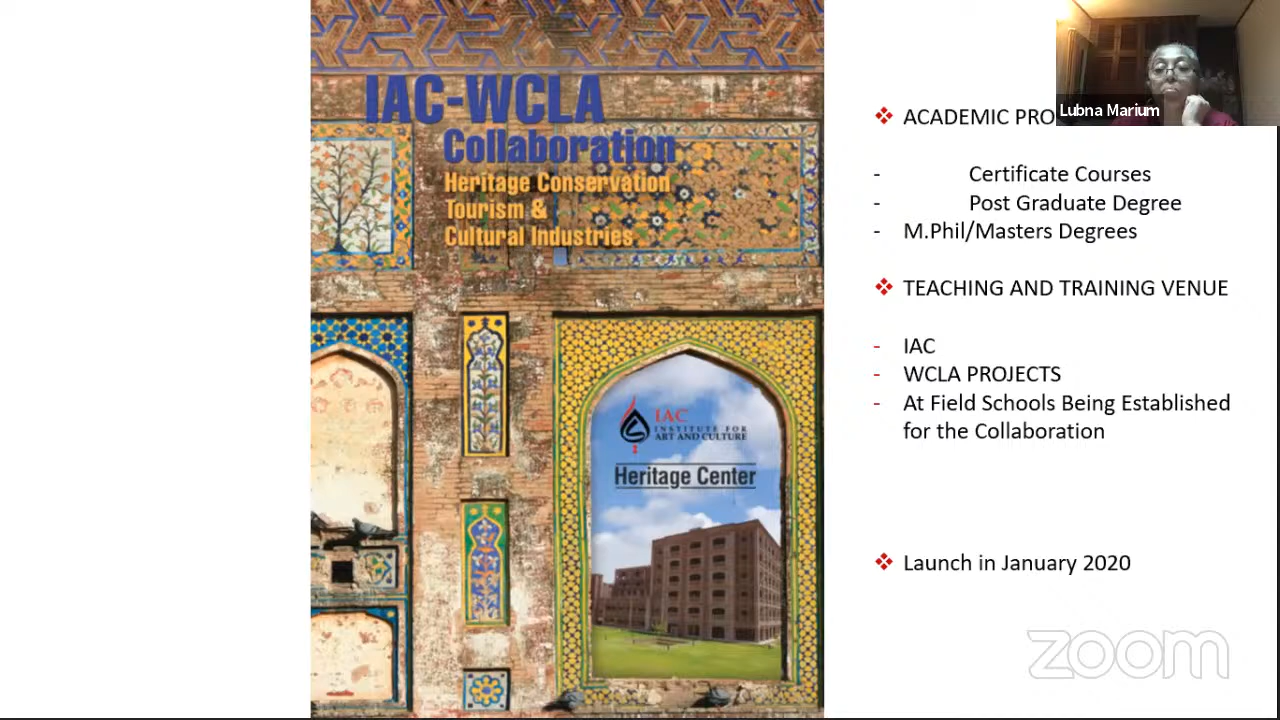 IAC-WCLA
Collaboration
Heritage Conservation
Tourism &
Cultural Industries
IAC
INSTITUTE FOR
ART AND CULTURE
Heritage Center
Lubna Marium
❖ ACADEMIC PRO
- Certificate Courses
- Post Graduate Degree
- M.Phil/Masters Degrees
❖ TEACHING AND TRAINING VENUE
- IAC
- WCLA PROJECTS
- At Field Schools Being Established
for the Collaboration
❖ Launch in January 2020
zoom